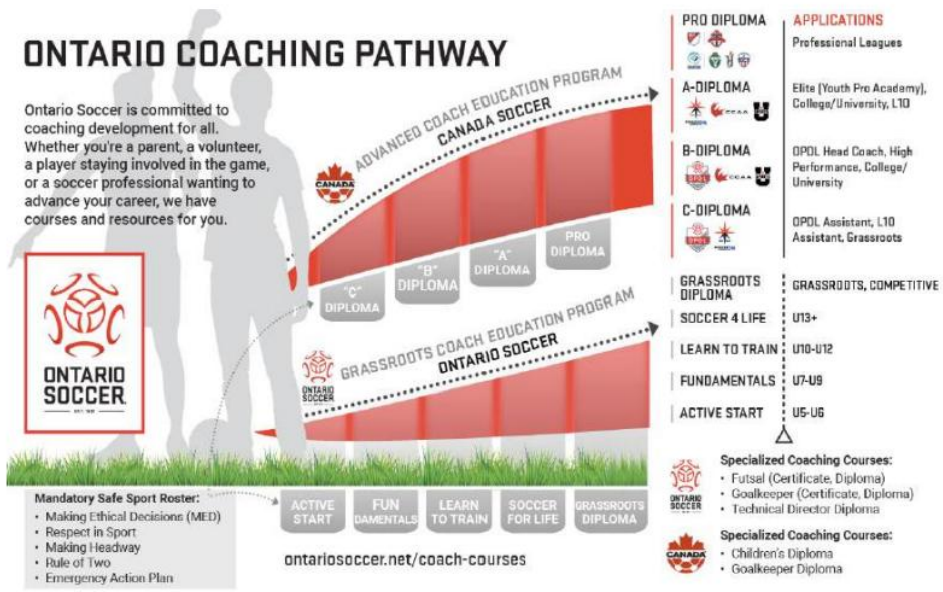 ONTARIO COACHING PATHWAY
Ontario Soccer is committed to
coaching development for all.
Whether you're a parent, a volunteer,
a player staying involved in the game,
or a soccer professional wanting to
advance your career, we have
courses and resources for you.
ONTARIO
SOCCER
ADVANCED COACH EDUCATION PROGRAM
CANADA SOCCER
CANADA
"C"
DIPLOMA
"B"
DIPLOMA
"A"
DIPLOMA
PRO
DIPLOMA
GRASSROOTS COACH EDUCATION PROGRAM
ONTARIO SOCCER
ONTARIO
SOCCER
ACTIVE
START
FUN
DAMENTALS
LEARN
TO TRAIN
SOCCER
FOR LIFE
GRASSROOTS
DIPLOMA
Mandatory Safe Sport Roster:
• Making Ethical Decisions (MED)
• Respect in Sport
• Making Headway
• Rule of Two
• Emergency Action Plan
ontariosoccer.net/coach-courses
PRO DIPLOMA
APPLICATIONS
Professional Leagues
A-DIPLOMA
CCAA
Elite (Youth Pro Academy),
College/University, L10
B-DIPLOMA
OPDL
CCAA
OPDL Head Coach, High
Performance, College/
University
C-DIPLOMA
OPDL
OPDL Assistant, L10
Assistant, Grassroots
GRASSROOTS
DIPLOMA
GRASSROOTS, COMPETITIVE
SOCCER 4 LIFE
U13+
LEARN TO TRAIN
U10-U12
FUNDAMENTALS
U7-U9
ACTIVE START
U5-U6
ONTARIO
SOCCER
Specialized Coaching Courses:
• Futsal (Certificate, Diploma)
• Goalkeeper (Certificate, Diploma)
• Technical Director Diploma
CANADA
Specialized Coaching Courses:
• Children's Diploma
• Goalkeeper Diploma